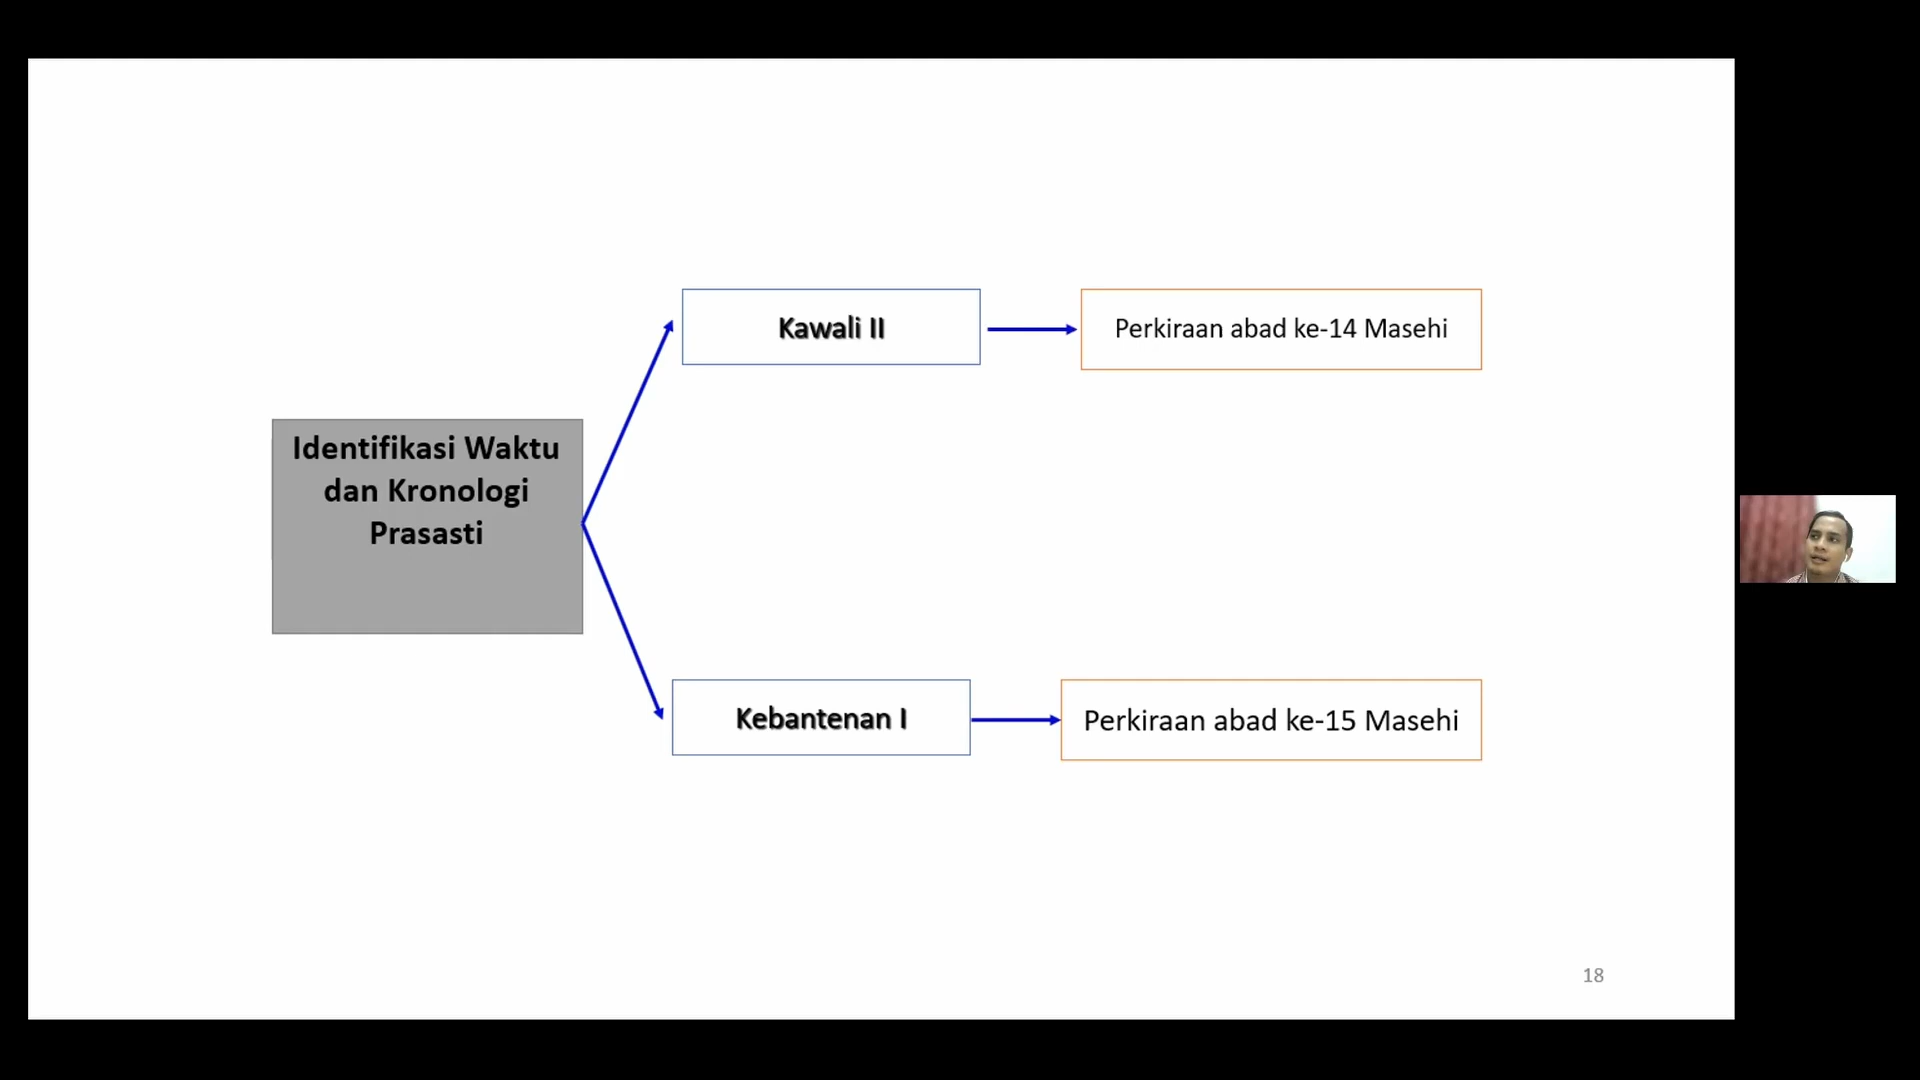 Identifikasi Waktu
dan Kronologi
Prasasti
Kawali II
Perkiraan abad ke-14 Masehi
Kebantenan I
Perkiraan abad ke-15 Masehi
18